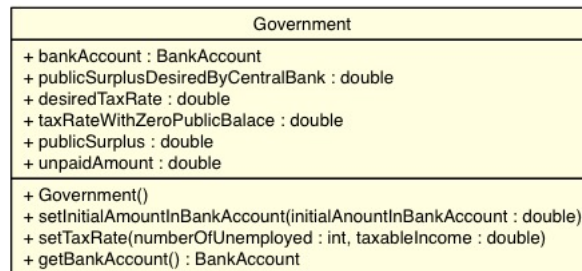 Government
+ bankAccount : BankAccount
+ publicSurplusDesiredByCentralBank : double
+ desiredTaxRate : double
+ taxRateWithZeroPublicBalace : double
+ publicSurplus : double
+ unpaidAmount : double
+ Government()
+ setInitialAmountInBankAccount(initialAnountInBankAccount : double)
+ setTaxRate(numberOfUnemployed : int, taxableIncome : double)
+ getBankAccount() : BankAccount